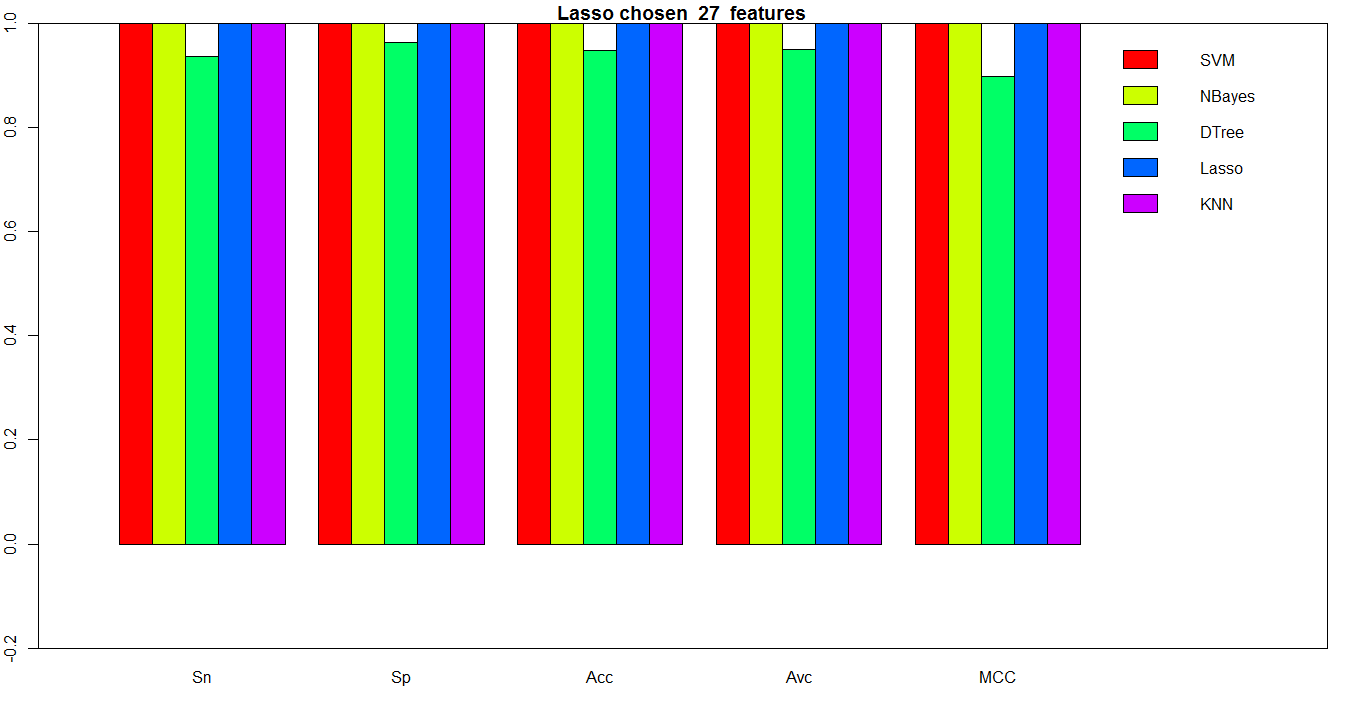 Lasso chosen 27 features
1.0
0.8
0.6
0.4
0.2
0.0
-0.2
SVM
NBayes
DTree
Lasso
KNN
Sn Sp Acc Avc MCC